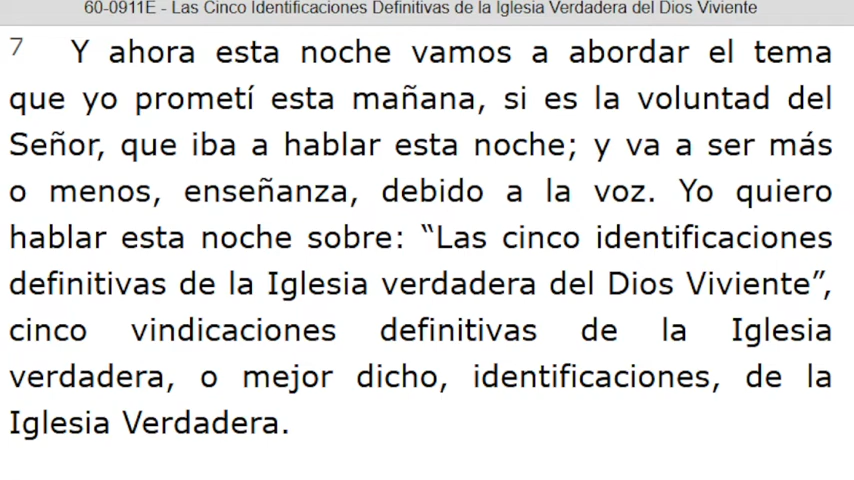 60-0911E - Las Cinco Identificaciones Definitivas de la Iglesia Verdadera del Dios Viviente
7 Y ahora esta noche vamos a abordar el tema
que yo prometí esta mañana, si es la voluntad del
Señor, que iba a hablar esta noche; y va a ser más
o menos, enseñanza, debido a la voz. Yo quiero
hablar esta noche sobre: “Las cinco identificaciones
definitivas de la Iglesia verdadera del Dios Viviente”,
cinco vindicaciones definitivas de la Iglesia
verdadera, o mejor dicho, identificaciones, de la
Iglesia Verdadera.